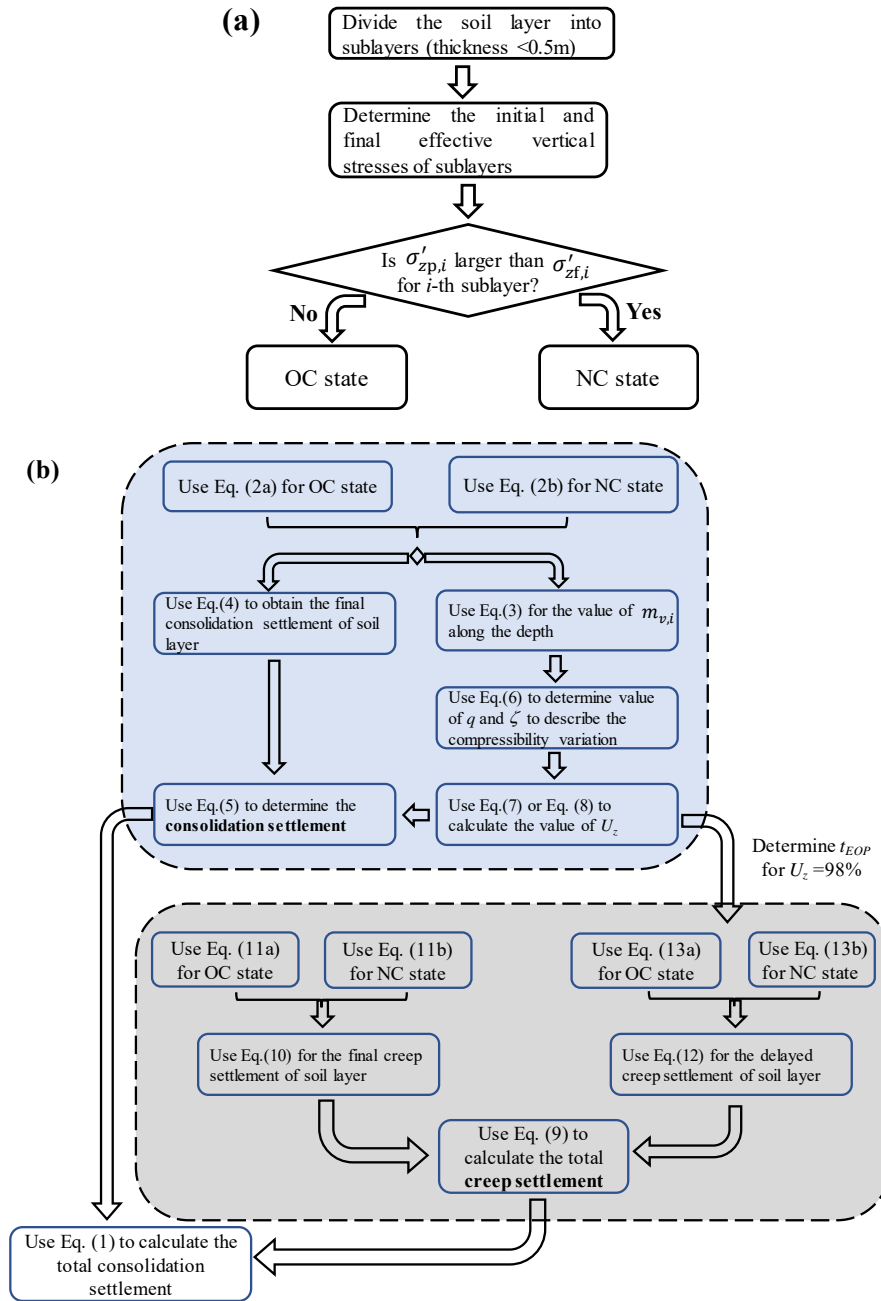 (a)
Divide the soil layer into
sublayers (thickness <0.5m)
Determine the initial and
final effective vertical
stresses of sublayers
Is σ′zp,i larger than σ′zf,i
for i-th sublayer?
No
Yes
OC state
NC state
(b)
Use Eq. (2a) for OC state
Use Eq. (2b) for NC state
Use Eq.(4) to obtain the final
consolidation settlement of soil
layer
Use Eq.(3) for the value of mv,i
along the depth
Use Eq.(6) to determine value
of q and ζ to describe the
compressibility variation
Use Eq.(5) to determine the
consolidation settlement
Use Eq.(7) or Eq. (8) to
calculate the value of Uz
Determine tEOP
for Uz =98%
Use Eq. (11a)
for OC state
Use Eq. (11b)
for NC state
Use Eq. (13a)
for OC state
Use Eq. (13b)
for NC state
Use Eq.(10) for the final creep
settlement of soil layer
Use Eq.(12) for the delayed
creep settlement of soil layer
Use Eq. (9) to
calculate the total
creep settlement
Use Eq. (1) to calculate the
total consolidation
settlement